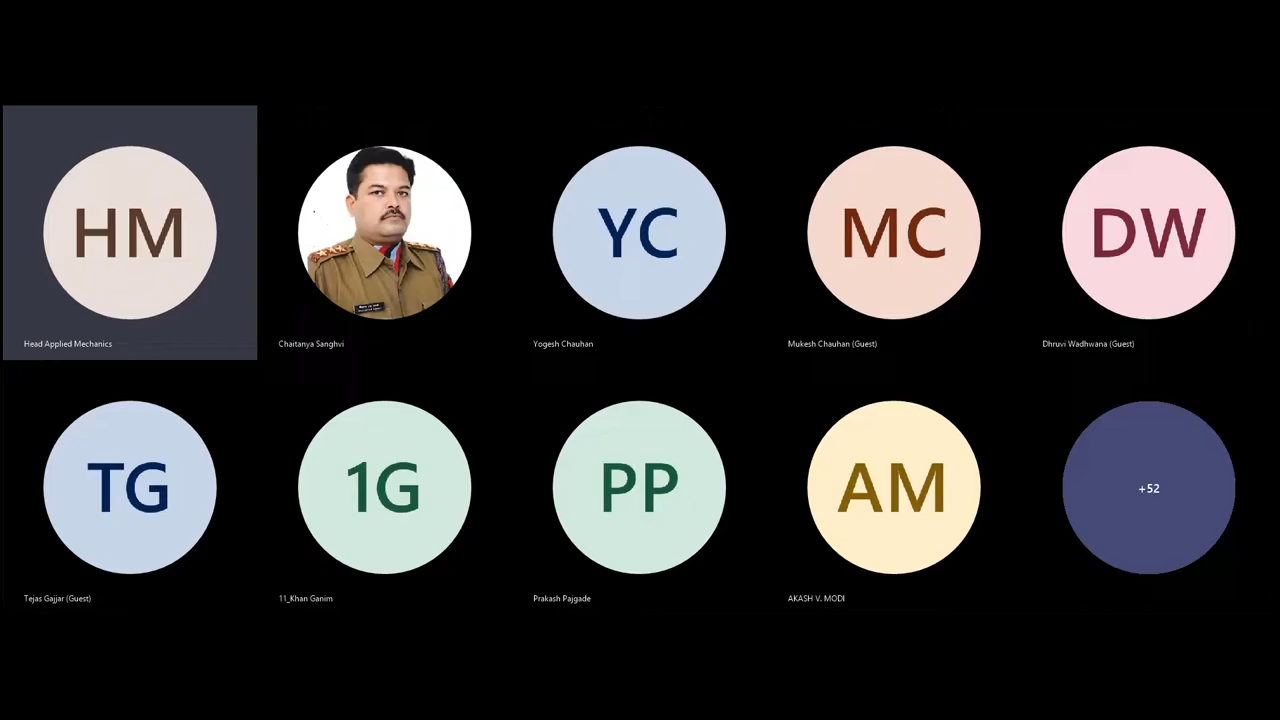 HM
YC
MC
DW
Head Applied Mechanics
Chaitanya Sanghvi
Yogesh Chauhan
Mukesh Chauhan (Guest)
Dhruvi Wadhwana (Guest)
TG
1G
PP
AM
+52
Tejas Gajjar (Guest)
11_Khan Ganim
Prakash Pajgade
AKASH V. MODI